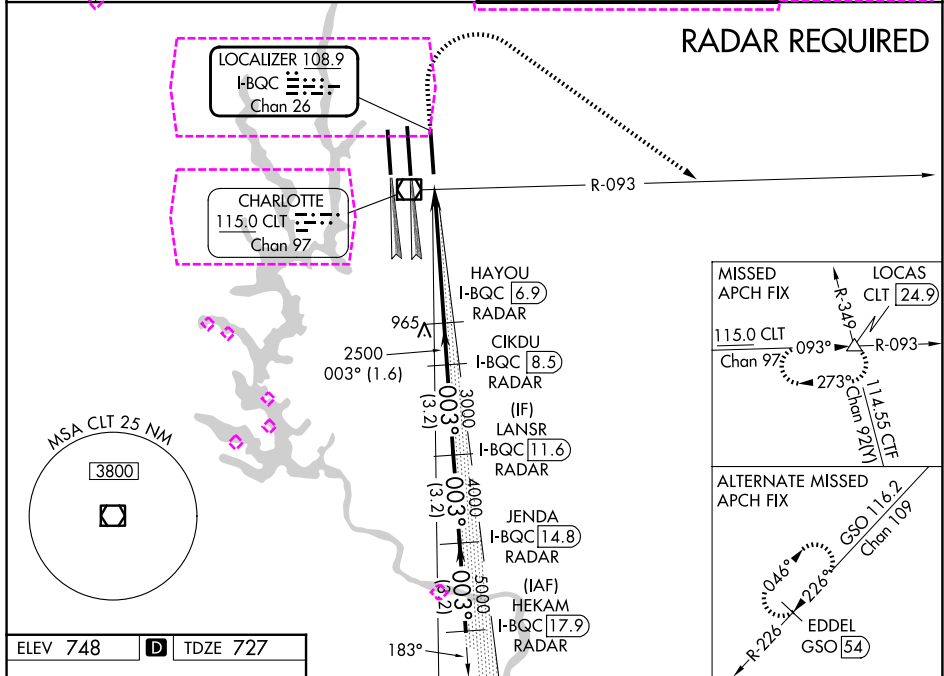 RADAR REQUIRED
LOCALIZER 108.9
I-BQC
Chan 26
CHARLOTTE
115.0 CLT
Chan 97
R-093
HAYOU
I-BQC 6.9
RADAR
965
CIKDU
I-BQC 8.5
RADAR
2500
003° (1.6)
(IF)
LANSR
I-BQC 11.6
RADAR
003°
3000
(3.2)
JENDA
I-BQC 14.8
RADAR
003°
4000
(3.2)
(IAF)
HEKAM
I-BQC 17.9
RADAR
003°
5000
(3.2)
183°
MSA CLT 25 NM
3800
MISSED
APCH FIX
LOCAS
CLT 24.9
R-349
115.0 CLT
Chan 97
093°
R-093
273°
114.55 CTF
Chan 92(Y)
ALTERNATE MISSED
APCH FIX
GSO 116.2
Chan 109
046°
226°
R-226
EDDEL
GSO 54
ELEV 748 D TDZE 727